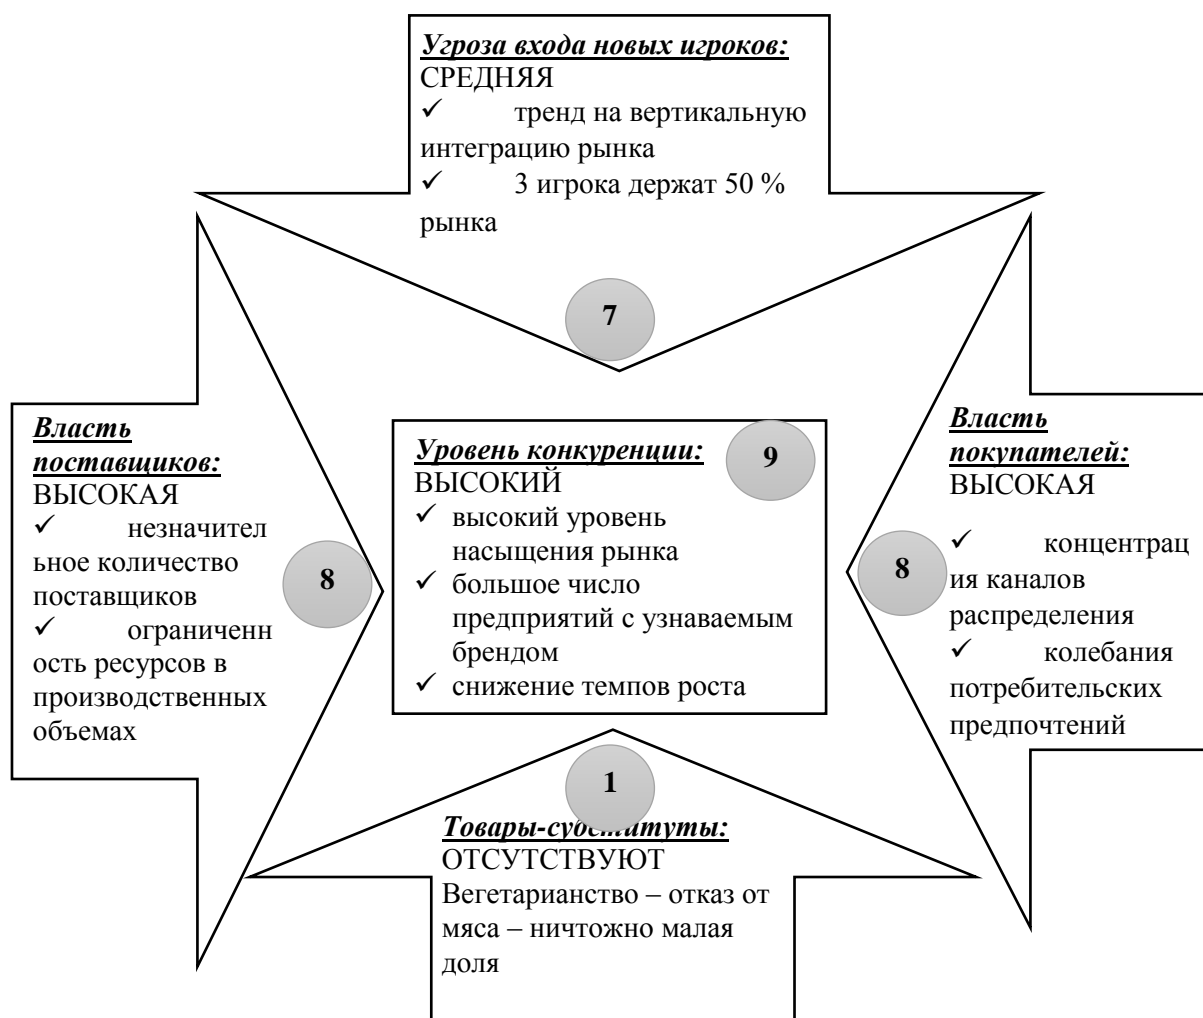 Угроза входа новых игроков:
СРЕДНЯЯ
✓ тренд на вертикальную
интеграцию рынка
✓ 3 игрока держат 50 %
рынка
7
Власть
поставщиков:
ВЫСОКАЯ
✓ незначител
ьное количество
поставщиков
✓ ограниченн
ость ресурсов в
производственных
объемах
8
Уровень конкуренции:
9
ВЫСОКИЙ
✓ высокий уровень
насыщения рынка
✓ большое число
предприятий с узнаваемым
брендом
✓ снижение темпов роста
8
Власть
покупателей:
ВЫСОКАЯ
✓ концентрац
ия каналов
распределения
✓ колебания
потребительских
предпочтений
1
Товары-субституты:
ОТСУТСТВУЮТ
Вегетарианство – отказ от
мяса – ничтожно малая
доля